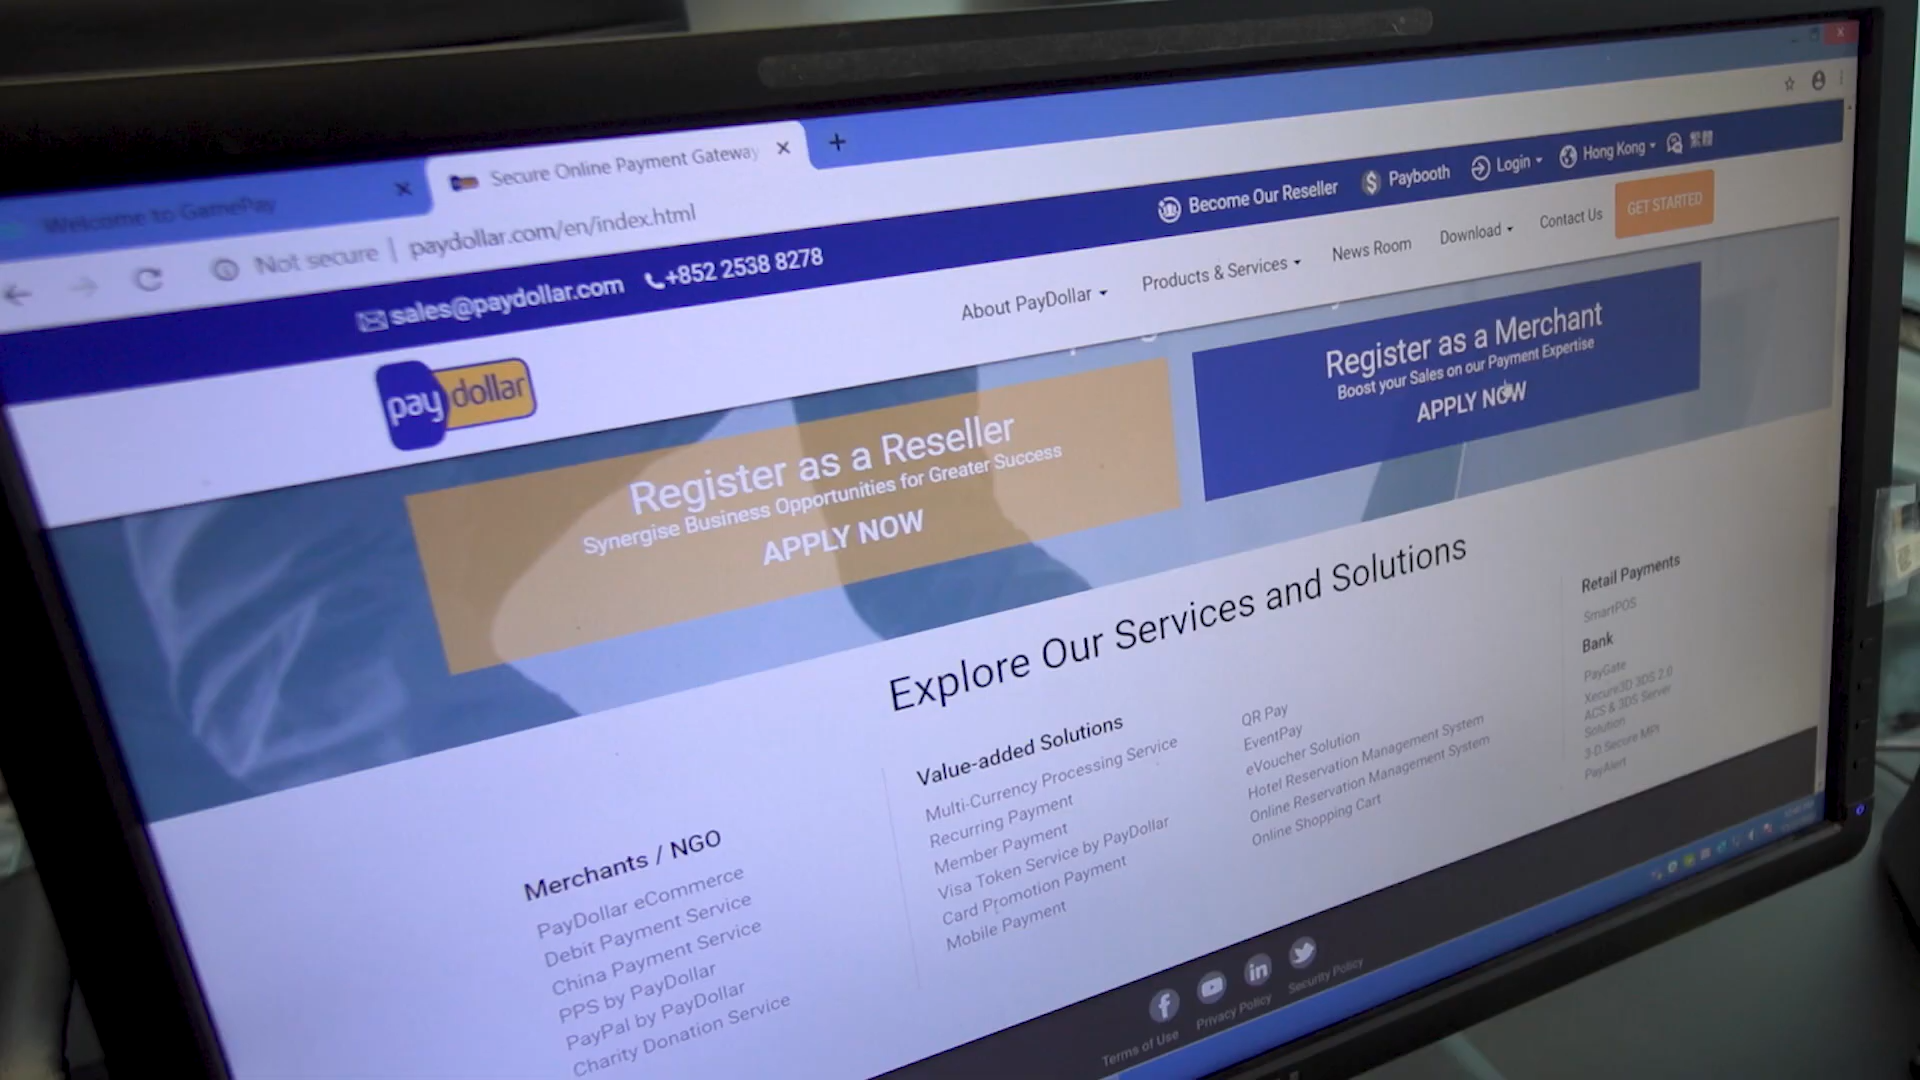 Welcome to GamePay
Secure Online Payment Gateway
Not secure | paydollar.com/en/index.html
sales@paydollar.com +852 2538 8278
Become Our Reseller Paybooth Login Hong Kong 繁體
pay dollar
About PayDollar Products & Services News Room Download Contact Us GET STARTED
Register as a Reseller
Synergise Business Opportunities for Greater Success
APPLY NOW
Register as a Merchant
Boost your Sales on our Payment Expertise
APPLY NOW
Explore Our Services and Solutions
Merchants / NGO
PayDollar eCommerce
Debit Payment Service
China Payment Service
PPS by PayDollar
PayPal by PayDollar
Charity Donation Service
Value-added Solutions
Multi-Currency Processing Service
Recurring Payment
Member Payment
Visa Token Service by PayDollar
Card Promotion Payment
Mobile Payment
QR Pay
EventPay
eVoucher Solution
Hotel Reservation Management System
Online Reservation Management System
Online Shopping Cart
Retail Payments
SmartPOS
Bank
PayGate
Xecure3D 3DS 2.0
ACS & 3DS Server
Solution
3-D Secure MPI
PayAlert
Terms of Use Privacy Policy Security Policy